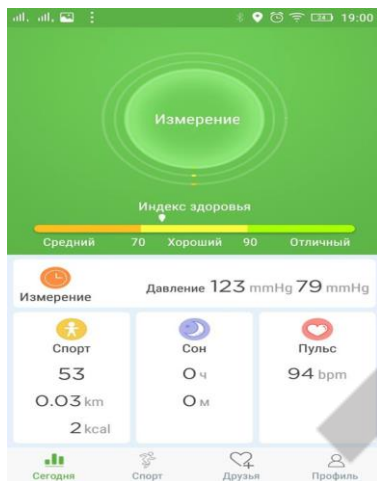 19:00
Измерение
Индекс здоровья
Средний 70 Хороший 90 Отличный
Измерение
Давление 123 mmHg 79 mmHg
Спорт Сон Пульс
53 0 ч 94 bpm
0.03 km 0 м
2 kcal
Сегодня Спорт Друзья Профиль